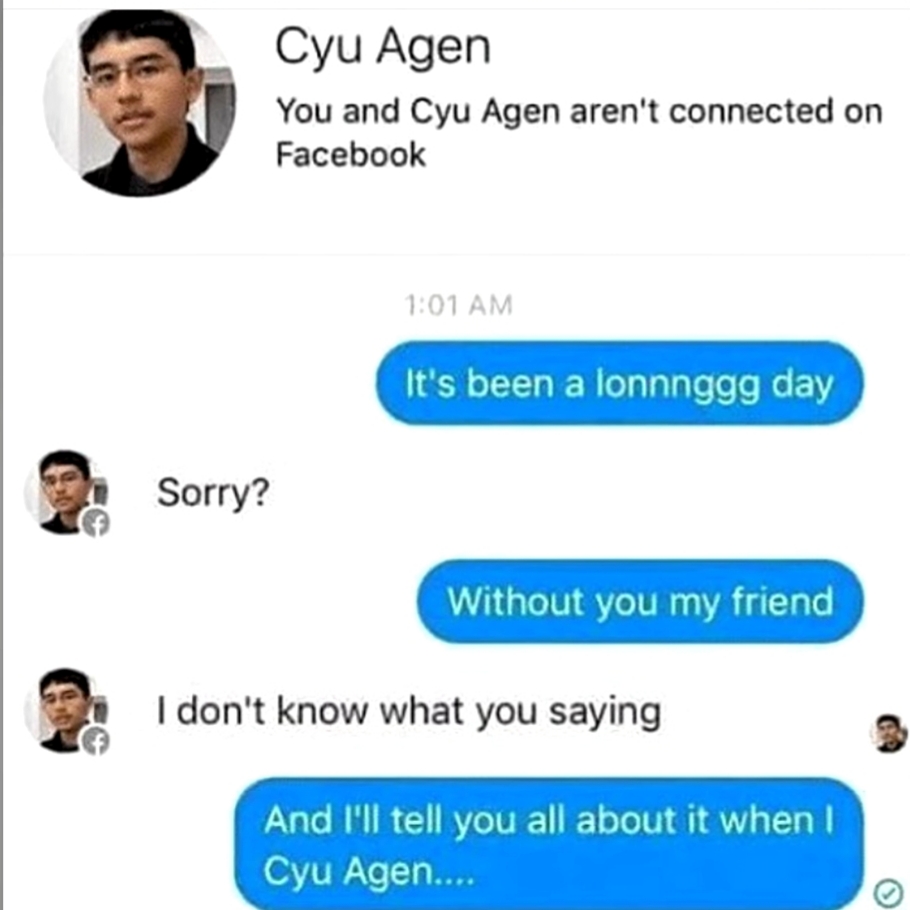 Cyu Agen
You and Cyu Agen aren't connected on
Facebook
1:01 AM
It's been a lonnnggg day
Sorry?
Without you my friend
I don't know what you saying
And I'll tell you all about it when I
Cyu Agen....